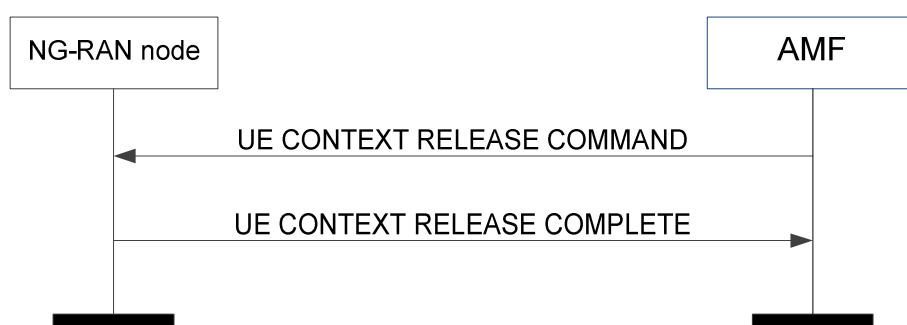 NG-RAN node
AMF
UE CONTEXT RELEASE COMMAND
UE CONTEXT RELEASE COMPLETE